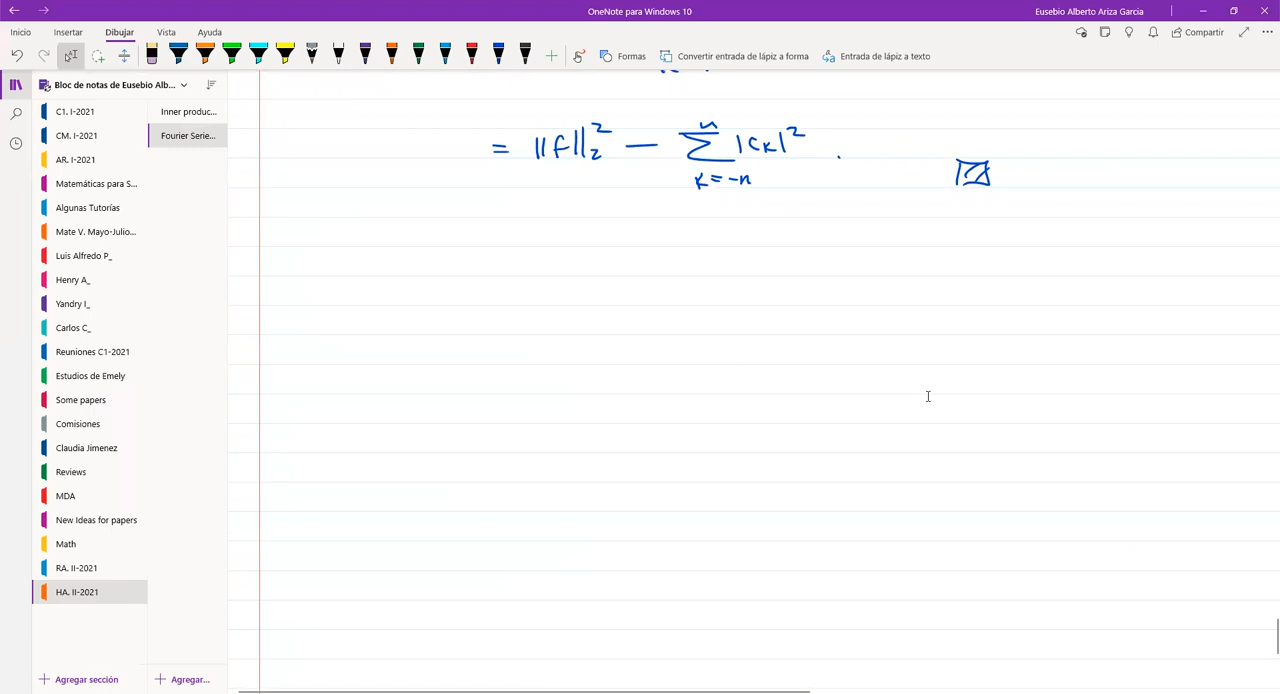 OneNote para Windows 10
Eusebio Alberto Ariza Garcia
Inicio Insertar Dibujar Vista Ayuda
Compartir
Formas Convertir entrada de lápiz a forma Entrada de lápiz a texto
Bloc de notas de Eusebio Alb...
C1. I-2021
CM. I-2021
AR. I-2021
Matemáticas para S...
Algunas Tutorías
Mate V. Mayo-Julio...
Luis Alfredo P_
Henry A_
Yandry I_
Carlos C_
Reuniones C1-2021
Estudios de Emely
Some papers
Comisiones
Claudia Jimenez
Reviews
MDA
New Ideas for papers
Math
RA. II-2021
HA. II-2021
Agregar sección
Inner produc...
Fourier Serie...
Agregar...
= ||f||₂² — ∑_{k=-n}^{n} |c_k|² .